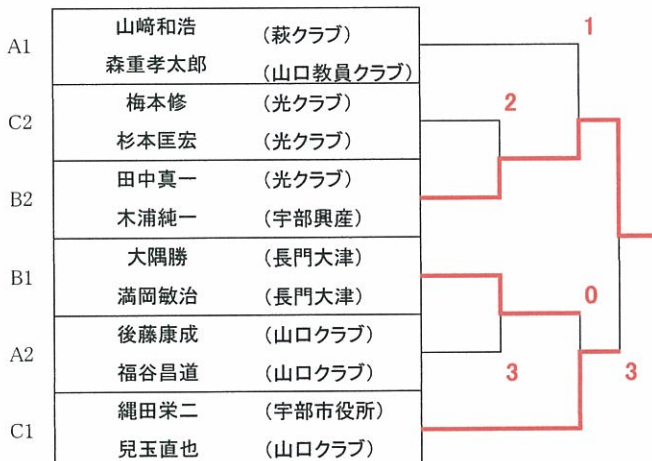 A1 山﨑和浩 (萩クラブ) 1
森重孝太郎 (山口教員クラブ)
C2 梅本修 (光クラブ) 2
杉本匡宏 (光クラブ)
B2 田中真一 (光クラブ)
木浦純一 (宇部興産)
B1 大隅勝 (長門大津)
満岡敏治 (長門大津) 0
A2 後藤康成 (山口クラブ)
福谷昌道 (山口クラブ) 3 3
C1 縄田栄二 (宇部市役所)
兒玉直也 (山口クラブ)